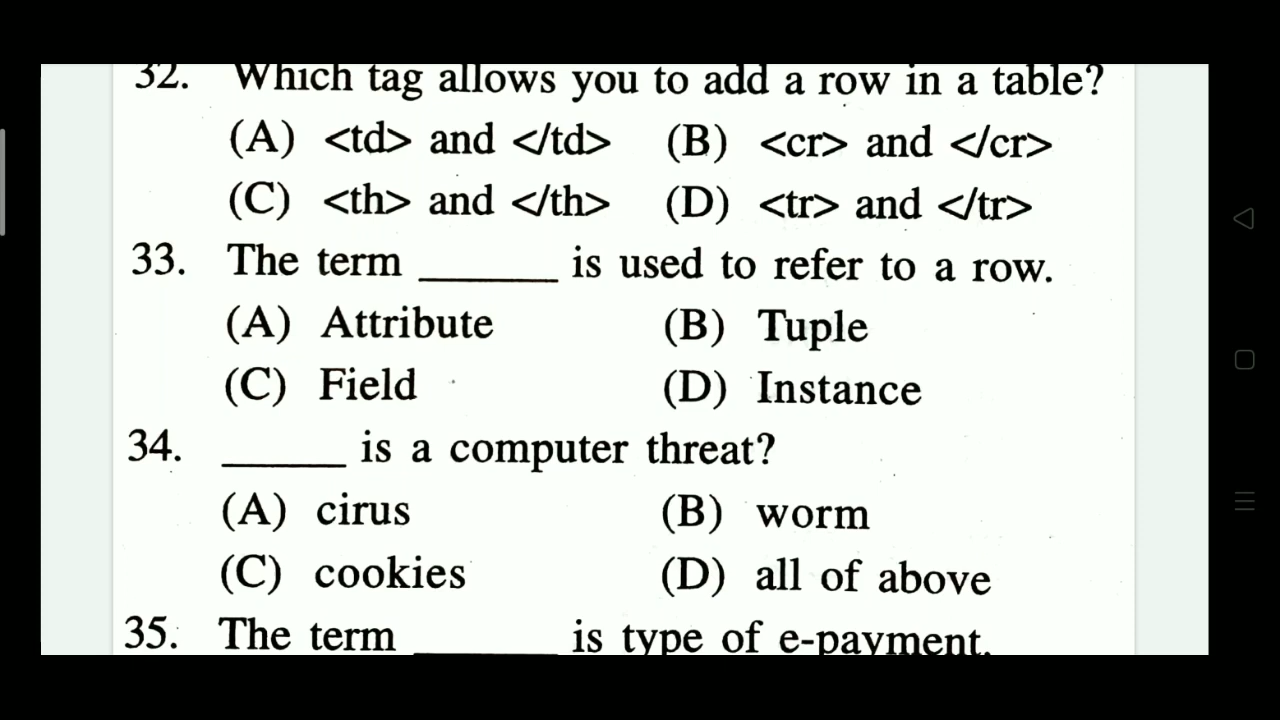 32. Which tag allows you to add a row in a table?
(A) <td> and </td> (B) <cr> and </cr>
(C) <th> and </th> (D) <tr> and </tr>
33. The term ______ is used to refer to a row.
(A) Attribute (B) Tuple
(C) Field (D) Instance
34. ______ is a computer threat?
(A) cirus (B) worm
(C) cookies (D) all of above
35. The term ______ is type of e-payment.